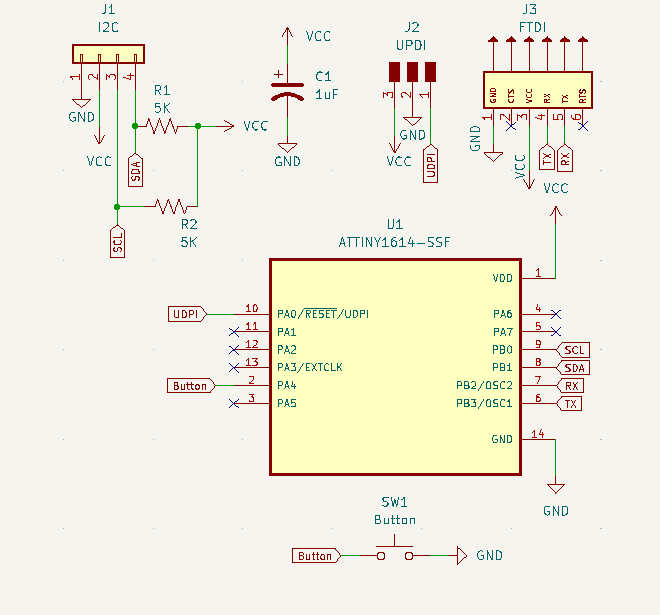 J1
I2C
1
2
3
4
GND
VCC
R1
5K
VCC
SDA
R2
5K
SCL
VCC
+
C1
1uF
GND
J2
UPDI
3
2
1
GND
VCC
UDPI
J3
FTDI
GND
CTS
VCC
RX
TX
RTS
1
2
3
4
5
6
GND
VCC
TX
RX
VCC
U1
ATTINY1614-SSF
VDD 1
UDPI 10 PA0/RESET/UDPI PA6 4
11 PA1 PA7 5
12 PA2 PB0 9 SCL
13 PA3/EXTCLK PB1 8 SDA
Button 2 PA4 PB2/OSC2 7 RX
3 PA5 PB3/OSC1 6 TX
GND 14
GND
SW1
Button
Button GND